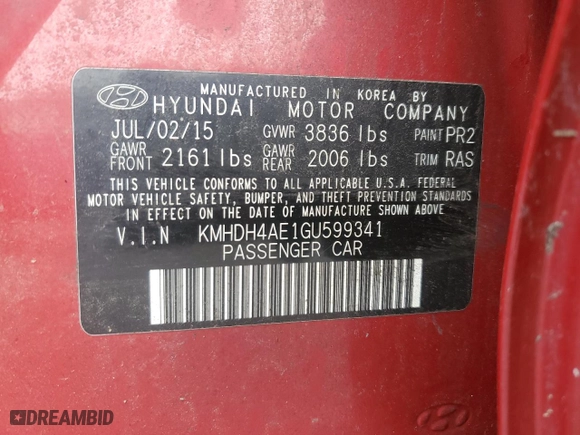 MANUFACTURED IN KOREA BY
HYUNDAI MOTOR COMPANY
JUL/02/15 GVWR 3836 lbs PAINT PR2
GAWR FRONT 2161 lbs GAWR REAR 2006 lbs TRIM RAS
THIS VEHICLE CONFORMS TO ALL APPLICABLE U.S.A. FEDERAL
MOTOR VEHICLE SAFETY, BUMPER, AND THEFT PREVENTION STANDARDS
IN EFFECT ON THE DATE OF MANUFACTURE SHOWN ABOVE
V.I.N KMHDH4AE1GU599341
PASSENGER CAR
DREAMBID